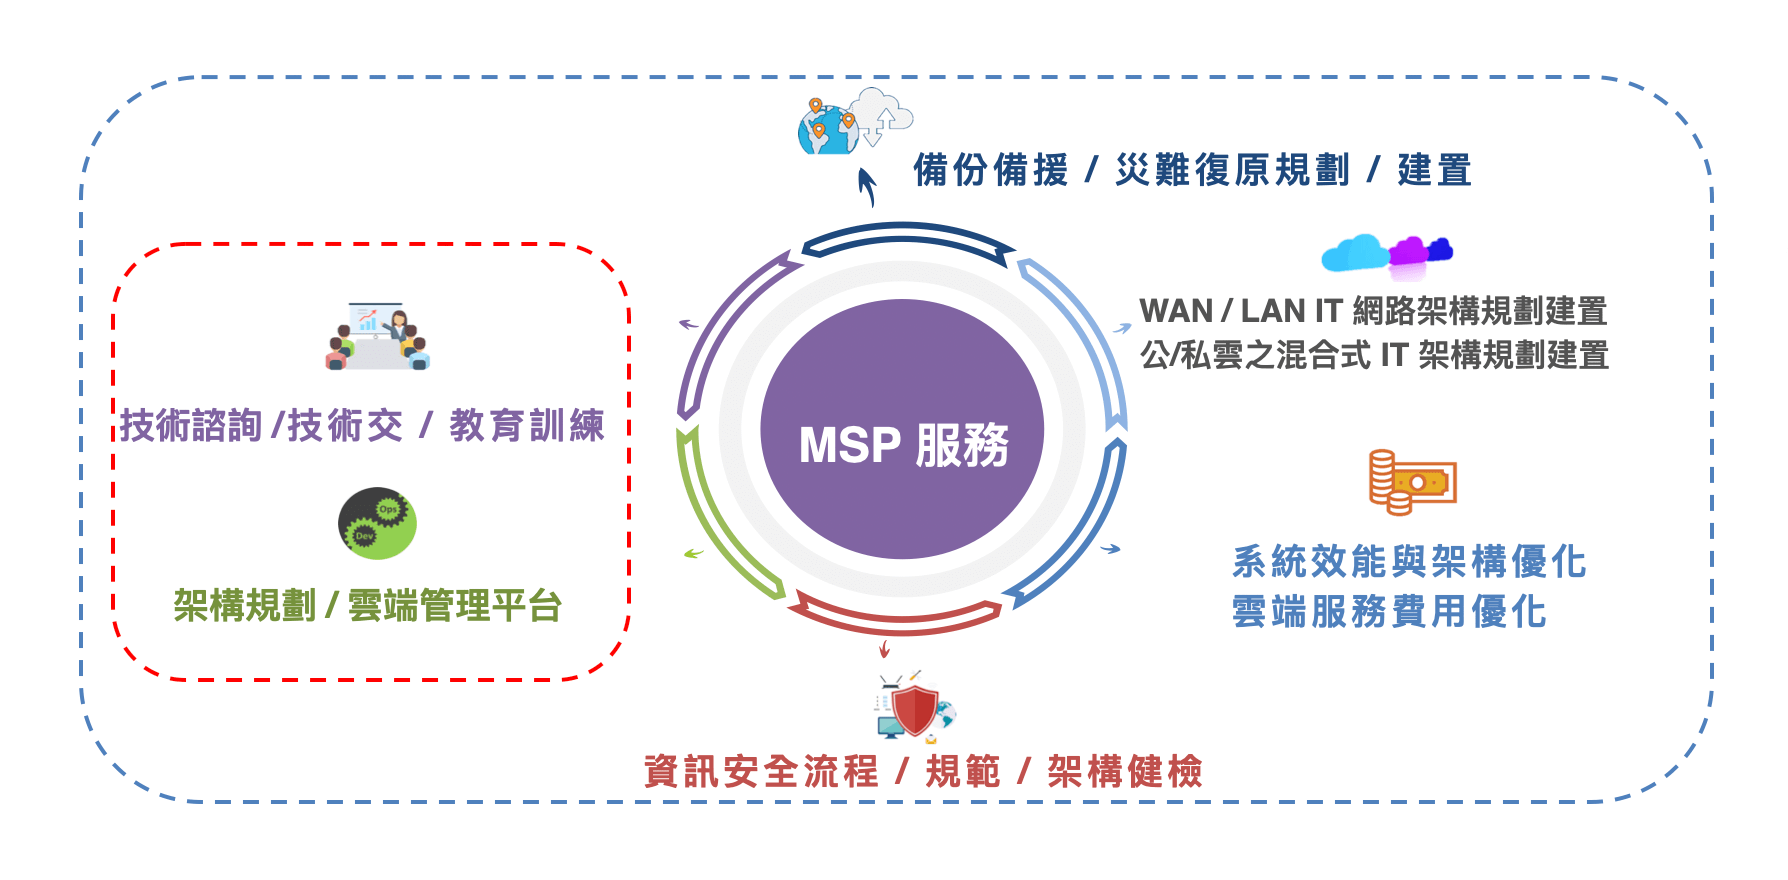 備份備援 / 災難復原規劃 / 建置
WAN / LAN IT 網路架構規劃建置
公/私雲之混合式 IT 架構規劃建置
技術諮詢 /技術交 / 教育訓練
MSP 服務
Ops
Dev
系統效能與架構優化
雲端服務費用優化
架構規劃 / 雲端管理平台
資訊安全流程 / 規範 / 架構健檢